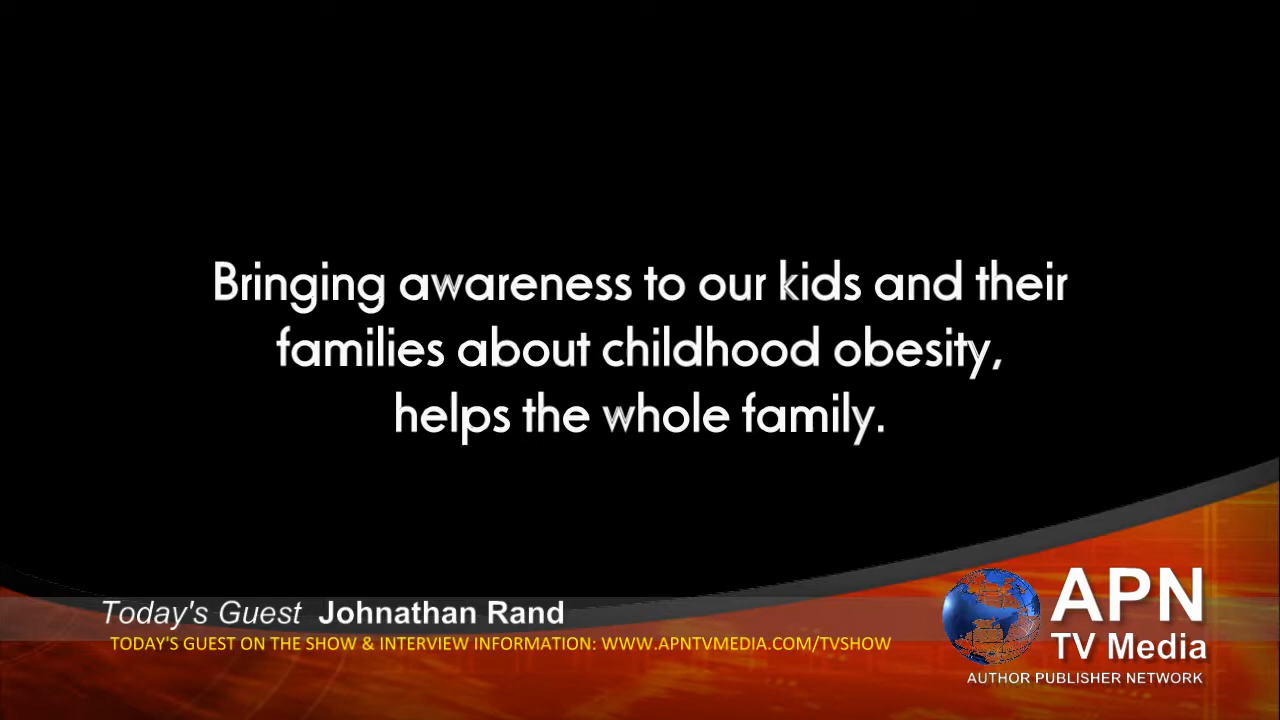 Bringing awareness to our kids and their
families about childhood obesity,
helps the whole family.
Today's Guest Johnathan Rand
TODAY'S GUEST ON THE SHOW & INTERVIEW INFORMATION: WWW.APNTVMEDIA.COM/TVSHOW
APN
TV Media
AUTHOR PUBLISHER NETWORK